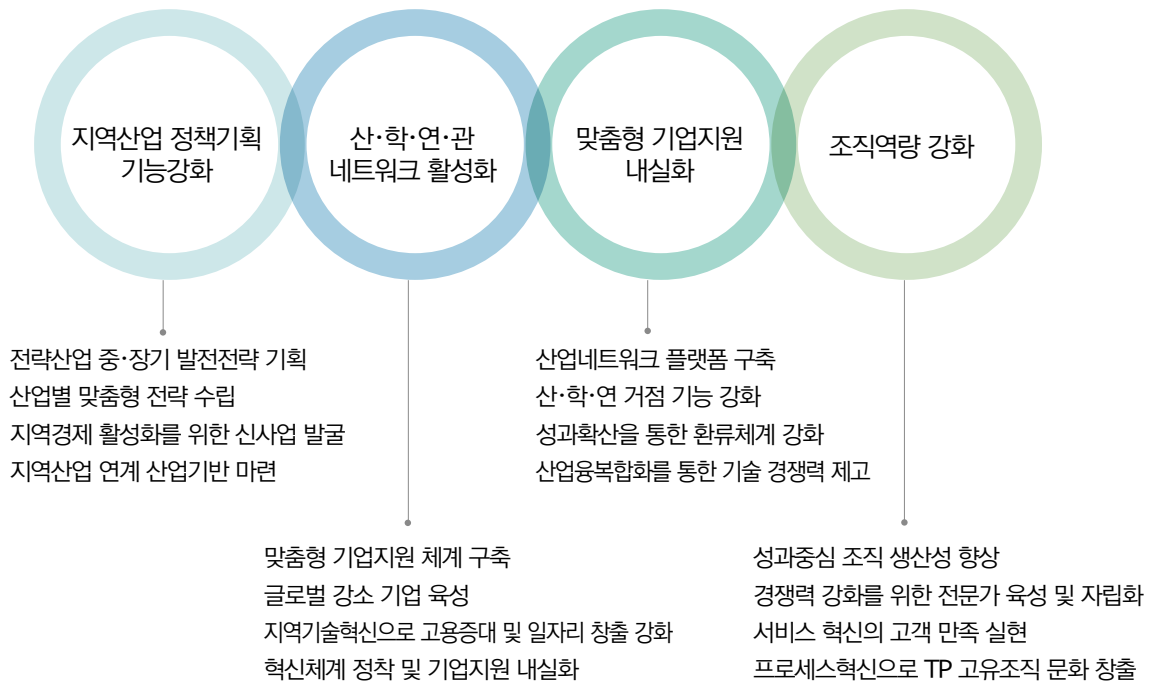 지역산업 정책기획
기능강화
산·학·연·관
네트워크 활성화
맞춤형 기업지원
내실화
조직역량 강화
전략산업 중·장기 발전전략 기획
산업별 맞춤형 전략 수립
지역경제 활성화를 위한 신사업 발굴
지역산업 연계 산업기반 마련
산업네트워크 플랫폼 구축
산·학·연 거점 기능 강화
성과확산을 통한 환류체계 강화
산업융복합화를 통한 기술 경쟁력 제고
맞춤형 기업지원 체계 구축
글로벌 강소 기업 육성
지역기술혁신으로 고용증대 및 일자리 창출 강화
혁신체계 정착 및 기업지원 내실화
성과중심 조직 생산성 향상
경쟁력 강화를 위한 전문가 육성 및 자립화
서비스 혁신의 고객 만족 실현
프로세스혁신으로 TP 고유조직 문화 창출